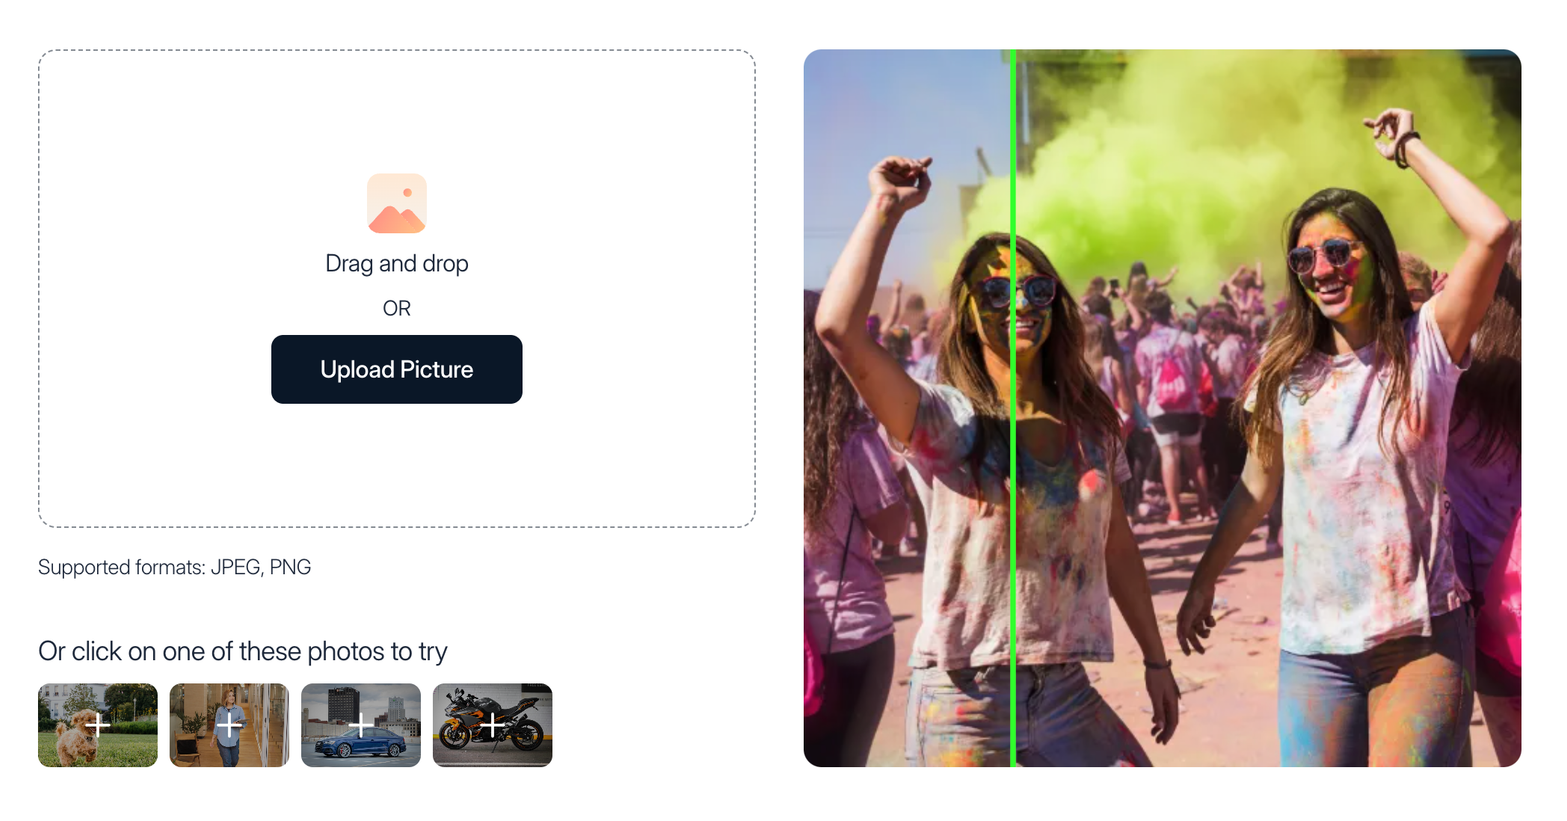 Drag and drop
OR
Upload Picture
Supported formats: JPEG, PNG
Or click on one of these photos to try